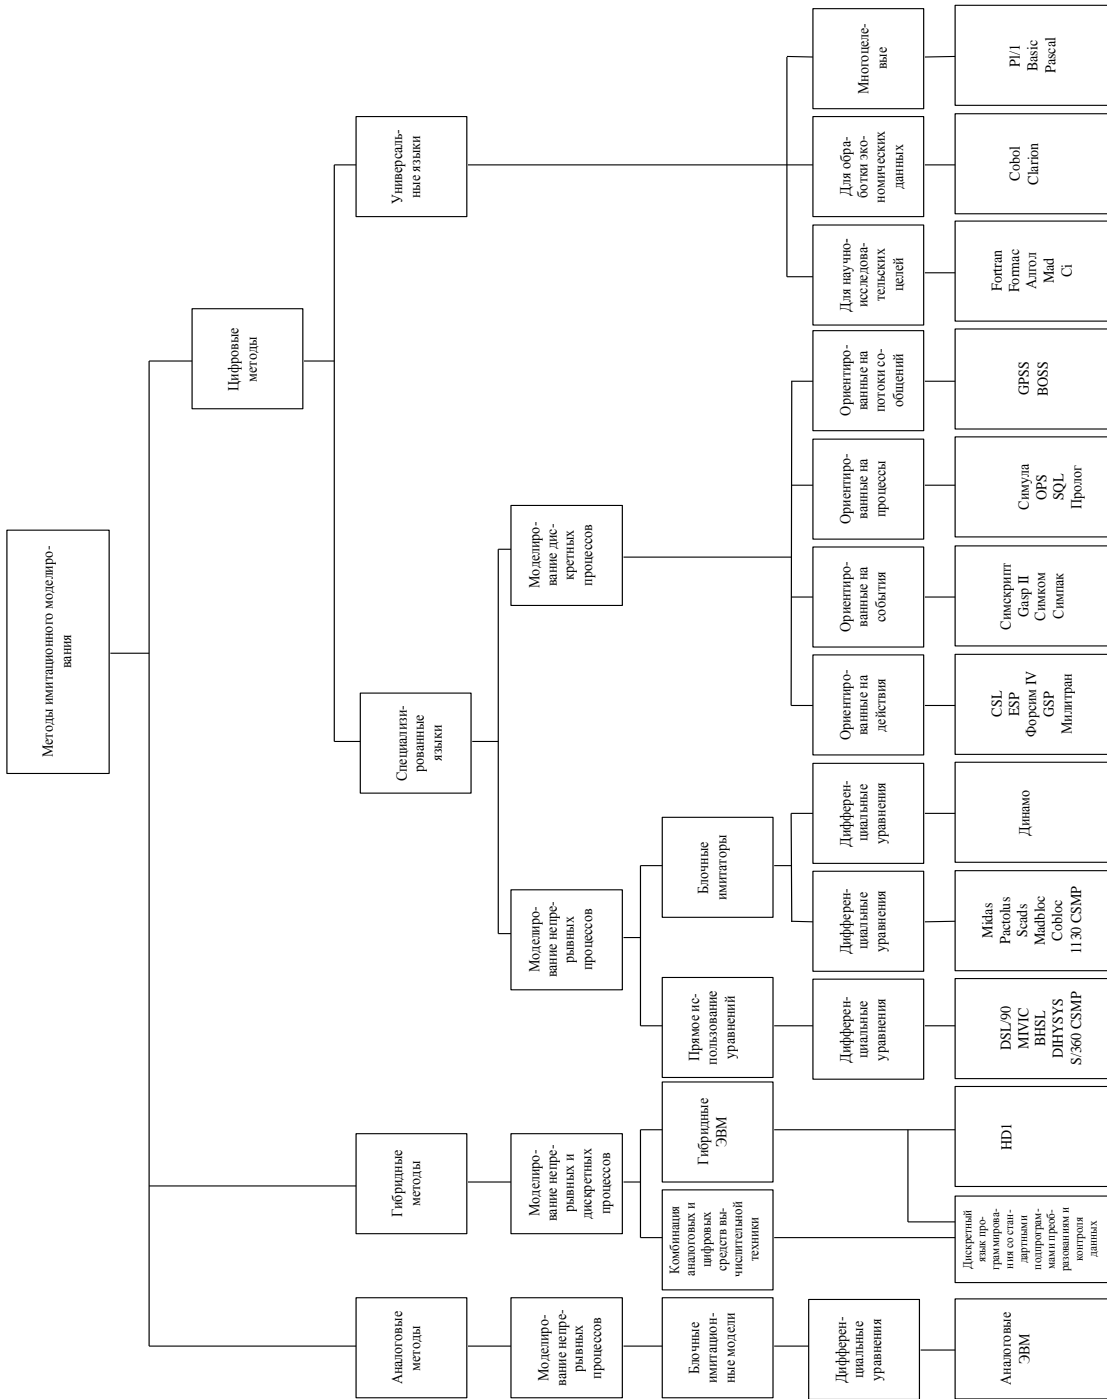 Методы имитационного моделиро-
вания
Аналоговые
методы
Гибридные
методы
Цифровые
методы
Специализи-
рованные
языки
Универсаль-
ные языки
Моделиро-
вание непре-
рывных
процессов
Моделиро-
вание непре-
рывных и
дискретных
процессов
Моделиро-
вание непре-
рывных
процессов
Моделиро-
вание дис-
кретных
процессов
Блочные
имитацион-
ные модели
Комбинация
аналоговых и
цифровых
средств вы-
числительной
техники
Гибридные
ЭВМ
Прямое ис-
пользование
уравнений
Блочные
имитаторы
Дифферен-
циальные
уравнения
Дифферен-
циальные
уравнения
Дифферен-
циальные
уравнения
Дифферен-
циальные
уравнения
Ориентиро-
ванные на
действия
Ориентиро-
ванные на
события
Ориентиро-
ванные на
процессы
Ориентиро-
ванные на
потоки со-
общений
Для научно-
исследова-
тельских
целей
Для обра-
ботки эко-
номических
данных
Многоцеле-
вые
Аналоговые
ЭВМ
Дискретный
язык про-
граммирова-
ния со стан-
дартными
подпрограм-
мами преоб-
разованиям и
контроля
данных
HD1
DSL/90
MIVIC
BHSL
DIHYSYS
S/360 CSMP
Midas
Pactolus
Scads
Madbloc
Cobloc
1130 CSMP
Динамо
CSL
ESP
Форсим IV
GSP
Милитран
Симскрипт
Gasp II
Симком
Симпак
Симула
OPS
SQL
Пролог
GPSS
BOSS
Fortran
Formac
Алгол
Mad
Ci
Cobol
Clarion
Pl/1
Basic
Pascal